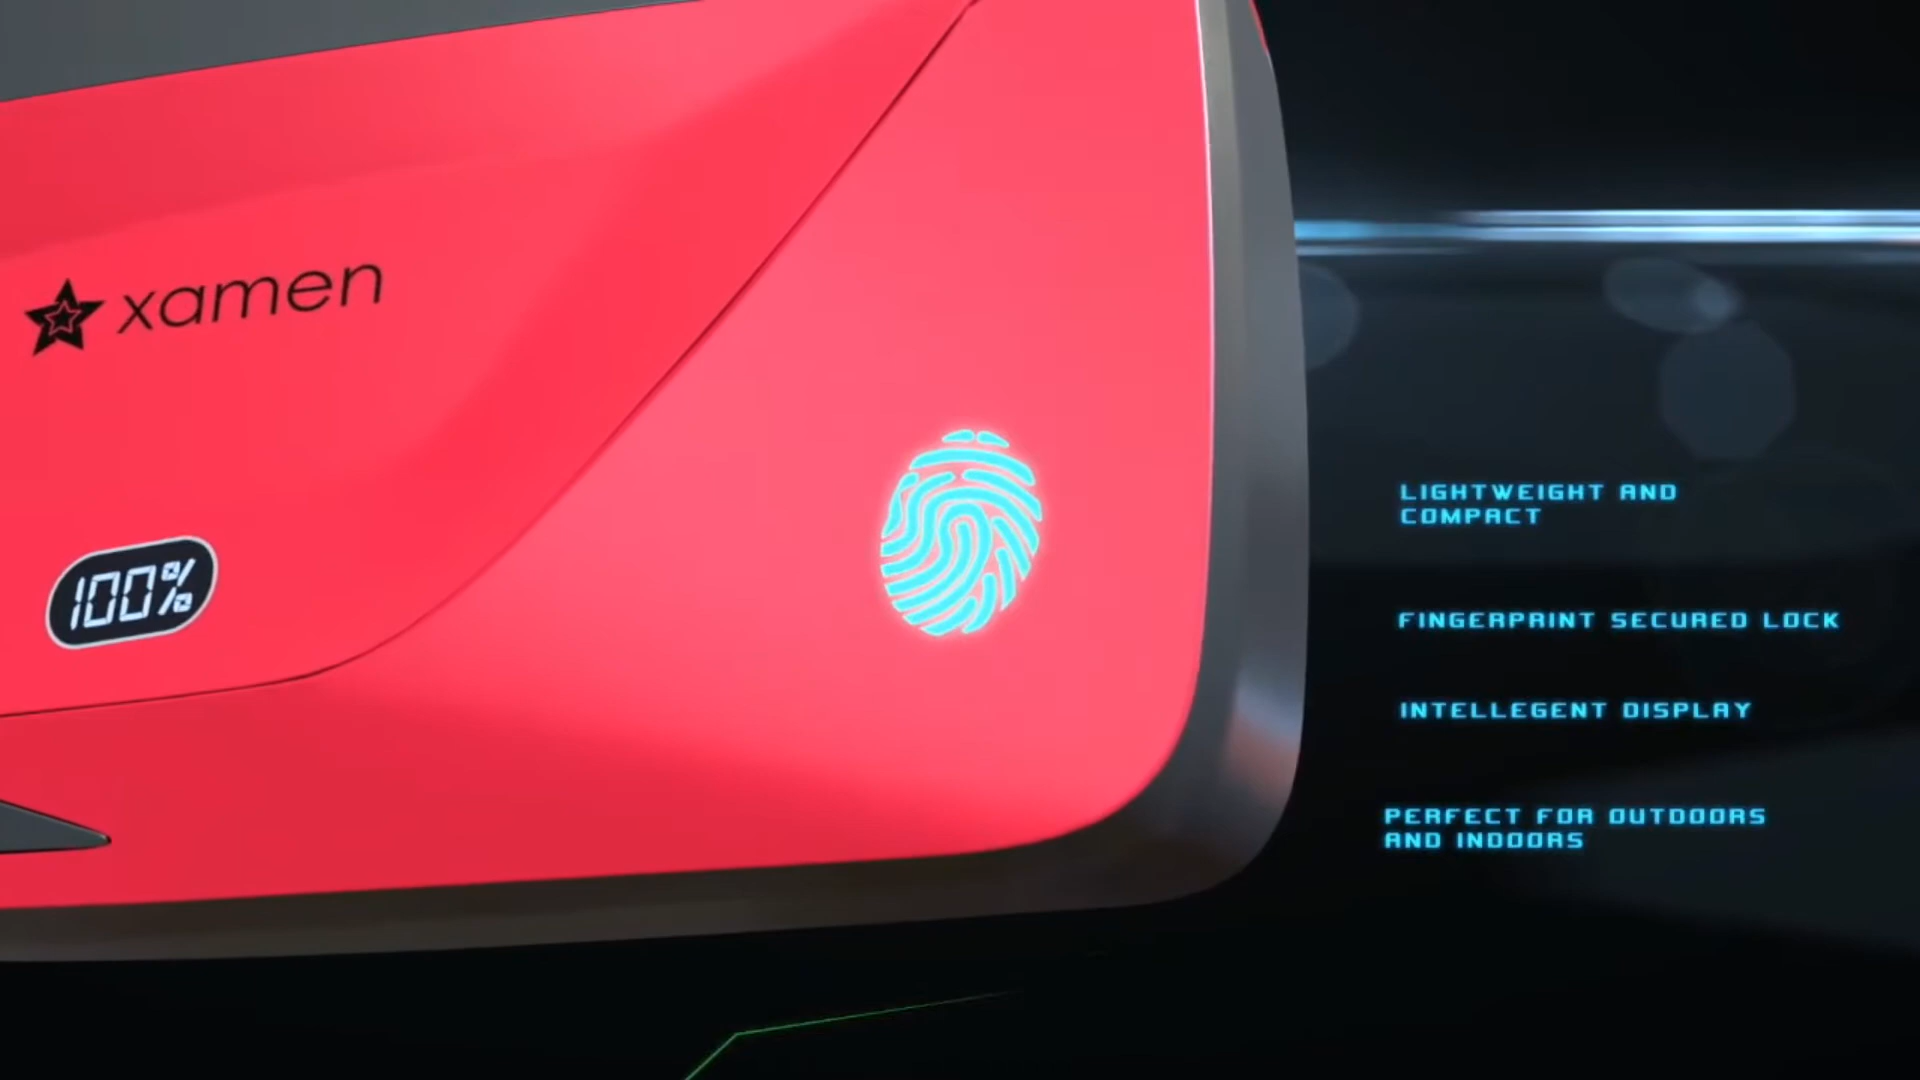 xamen
100%
LIGHTWEIGHT AND
COMPACT
FINGERPRINT SECURED LOCK
INTELLEGENT DISPLAY
PERFECT FOR OUTDOORS
AND INDOORS